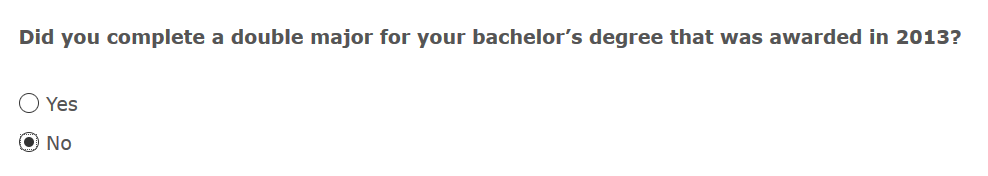 Did you complete a double major for your bachelor’s degree that was awarded in 2013?
Yes
No